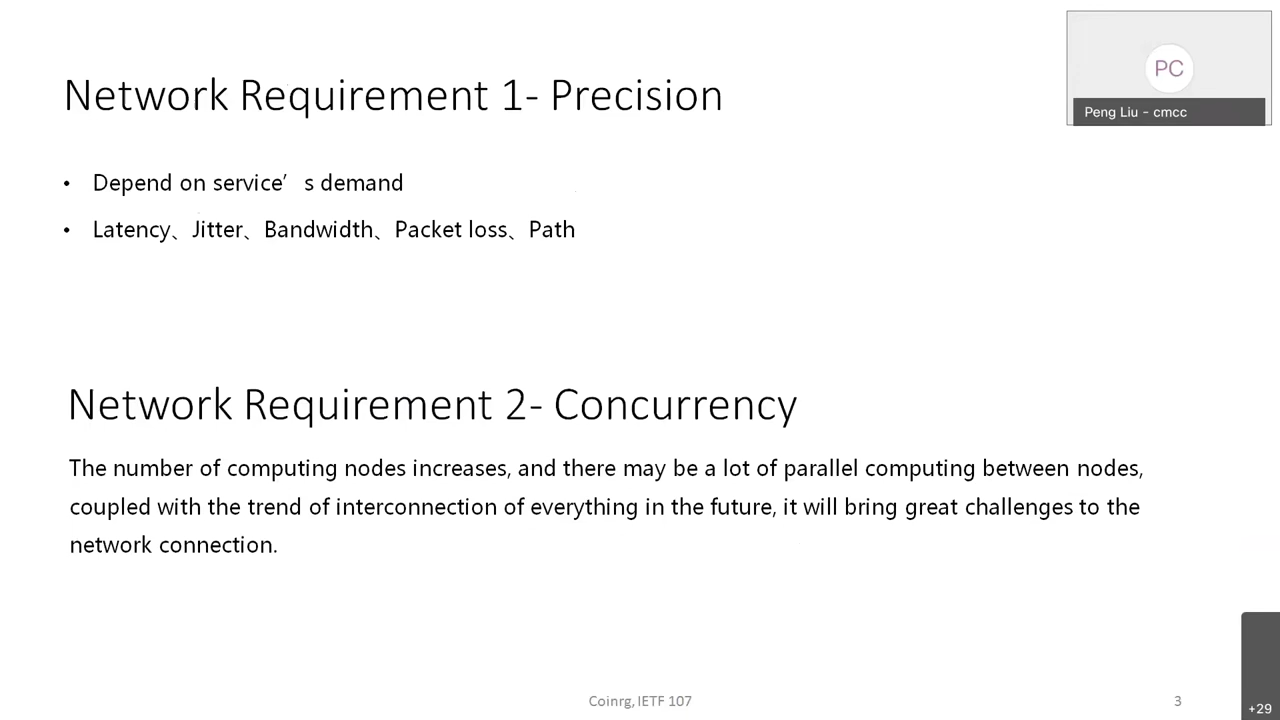 Network Requirement 1- Precision
PC
Peng Liu - cmcc
• Depend on service’ s demand
• Latency、Jitter、Bandwidth、Packet loss、Path
Network Requirement 2- Concurrency
The number of computing nodes increases, and there may be a lot of parallel computing between nodes,
coupled with the trend of interconnection of everything in the future, it will bring great challenges to the
network connection.
Coinrg, IETF 107
3
+29